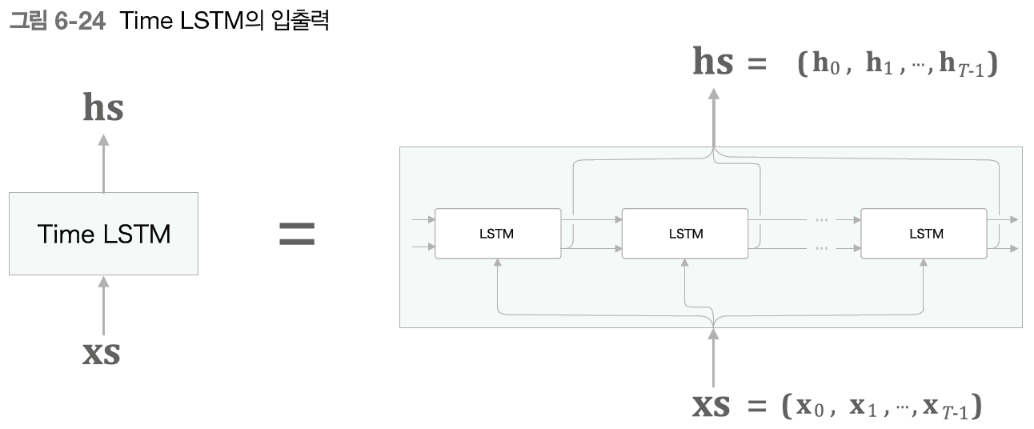 그림 6-24 Time LSTM의 입출력
hs = (h0 , h1 , ··· , hT-1)
hs
Time LSTM
=
LSTM
LSTM
···
···
LSTM
xs
xs = (x0 , x1 , ··· , xT-1)